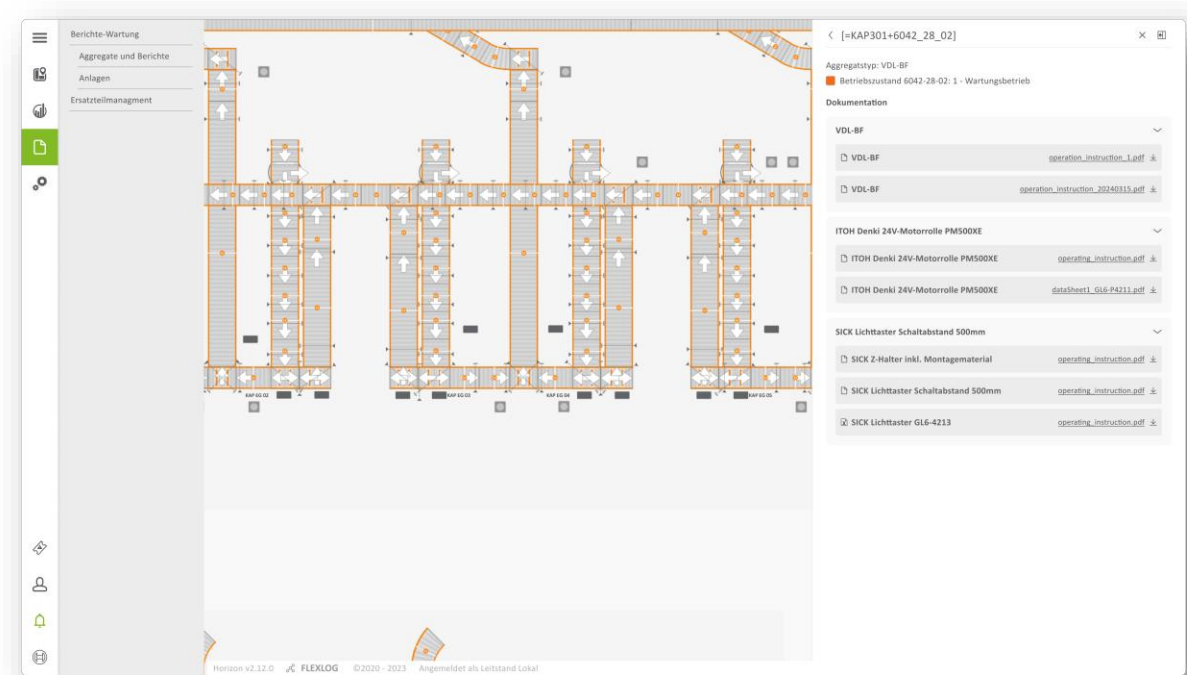 Berichte-Wartung
Aggregate und Berichte
Anlagen
Ersatzteilmanagment
KAP EG 02
KAP EG 03
KAP EG 04
KAP EG 05
[=KAP301+6042_28_02]
Aggregatstyp: VDL-BF
Betriebszustand 6042-28-02: 1 - Wartungsbetrieb
Dokumentation
VDL-BF
VDL-BF operation_instruction_1.pdf
VDL-BF operation_instruction_20240315.pdf
ITOH Denki 24V-Motorrolle PM500XE
ITOH Denki 24V-Motorrolle PM500XE operating_instruction.pdf
ITOH Denki 24V-Motorrolle PM500XE dataSheet1_GL6-P4211.pdf
SICK Lichttaster Schaltabstand 500mm
SICK Z-Halter inkl. Montagematerial operating_instruction.pdf
SICK Lichttaster Schaltabstand 500mm operating_instruction.pdf
SICK Lichttaster GL6-4213 operating_instruction.pdf
Horizon v2.12.0 FLEXLOG ©2020 - 2023 Angemeldet als Leitstand Lokal